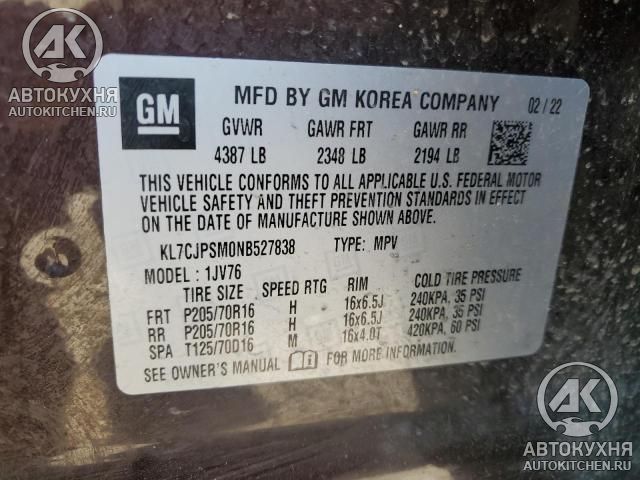 АК
АВТОКУХНЯ
AUTOKITCHEN.RU
GM
MFD BY GM KOREA COMPANY 02 / 22
GVWR GAWR FRT GAWR RR
4387 LB 2348 LB 2194 LB
THIS VEHICLE CONFORMS TO ALL APPLICABLE U.S. FEDERAL MOTOR
VEHICLE SAFETY AND THEFT PREVENTION STANDARDS IN EFFECT
ON THE DATE OF MANUFACTURE SHOWN ABOVE.
KL7CJPSM0NB527838 TYPE: MPV
MODEL: 1JV76
TIRE SIZE SPEED RTG RIM COLD TIRE PRESSURE
FRT P205/70R16 H 16x6.5J 240KPA, 35 PSI
RR P205/70R16 H 16x6.5J 240KPA, 35 PSI
SPA T125/70D16 M 16x4.0T 420KPA, 60 PSI
SEE OWNER'S MANUAL FOR MORE INFORMATION.
АК
АВТОКУХНЯ
AUTOKITCHEN.RU